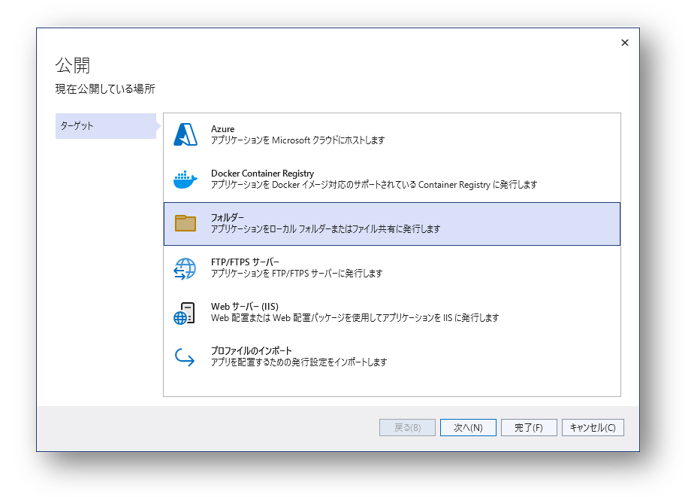 ×
公開
現在公開している場所
ターゲット
Azure
アプリケーションを Microsoft クラウドにホストします
Docker Container Registry
アプリケーションを Docker イメージ対応のサポートされている Container Registry に発行します
フォルダー
アプリケーションをローカル フォルダーまたはファイル共有に発行します
FTP/FTPS サーバー
アプリケーションを FTP/FTPS サーバーに発行します
Web サーバー (IIS)
Web 配置または Web 配置パッケージを使用してアプリケーションを IIS に発行します
プロファイルのインポート
アプリを配置するための発行設定をインポートします
戻る(B)
次へ(N)
完了(F)
キャンセル(C)